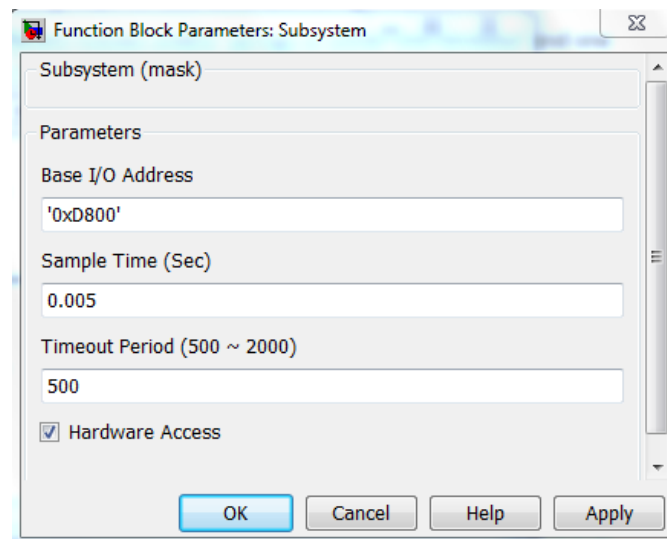 Function Block Parameters: Subsystem
Subsystem (mask)
Parameters
Base I/O Address
'0xD800'
Sample Time (Sec)
0.005
Timeout Period (500 ~ 2000)
500
Hardware Access
OK Cancel Help Apply